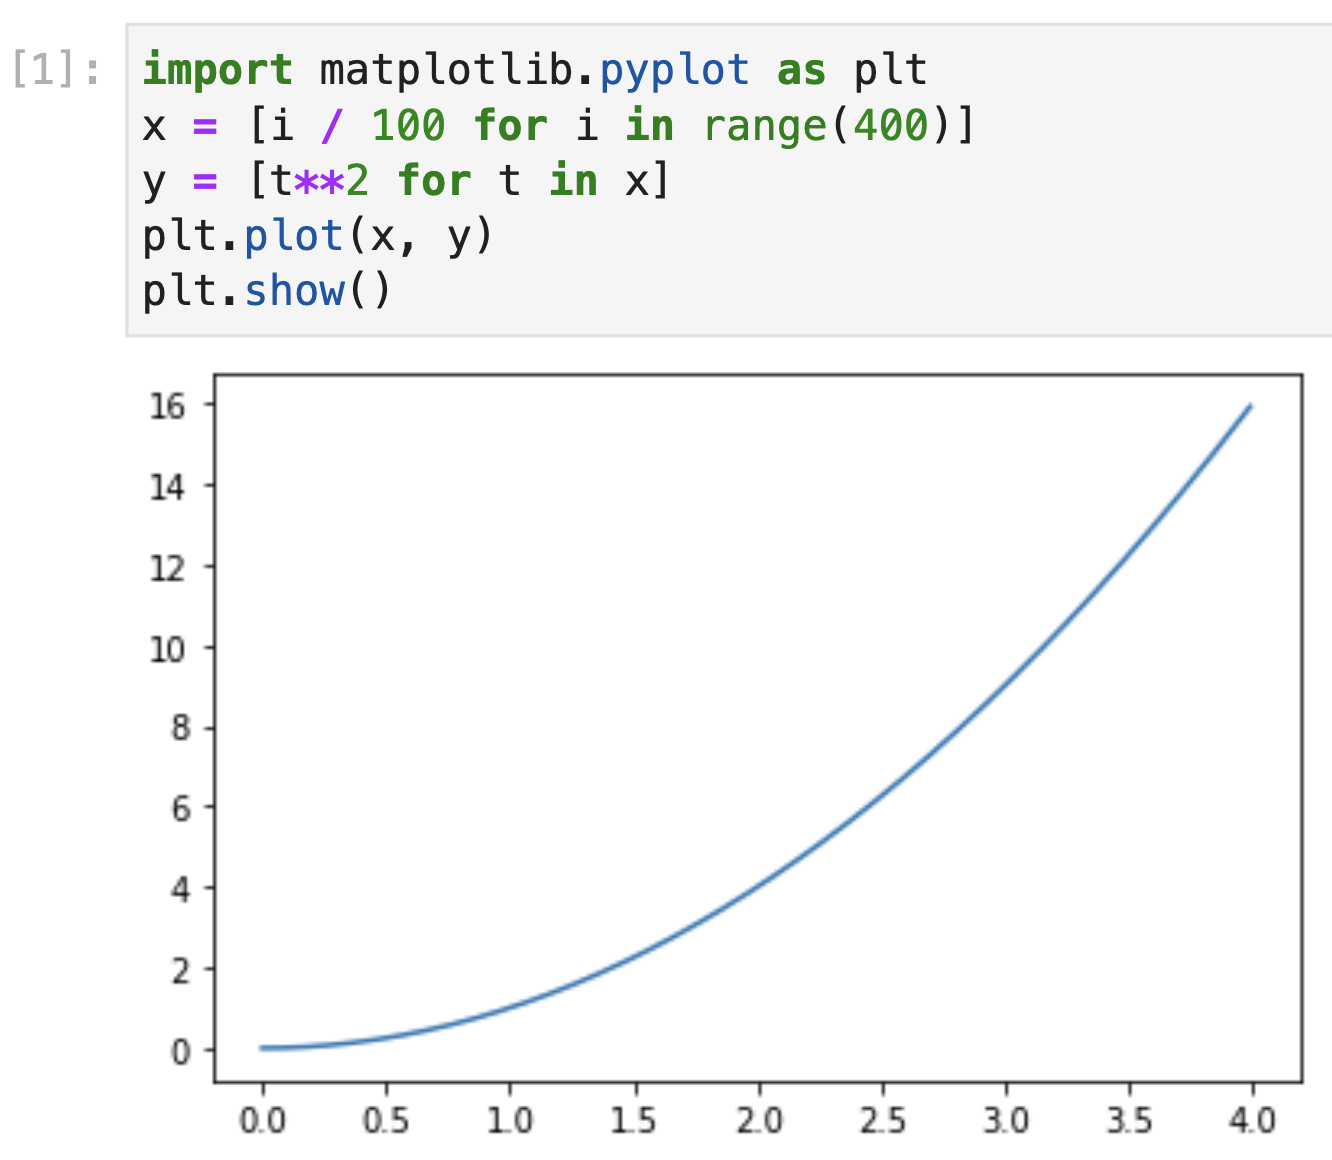 [1]: import matplotlib.pyplot as plt
x = [i / 100 for i in range(400)]
y = [t**2 for t in x]
plt.plot(x, y)
plt.show()
16
14
12
10
8
6
4
2
0
0.0 0.5 1.0 1.5 2.0 2.5 3.0 3.5 4.0